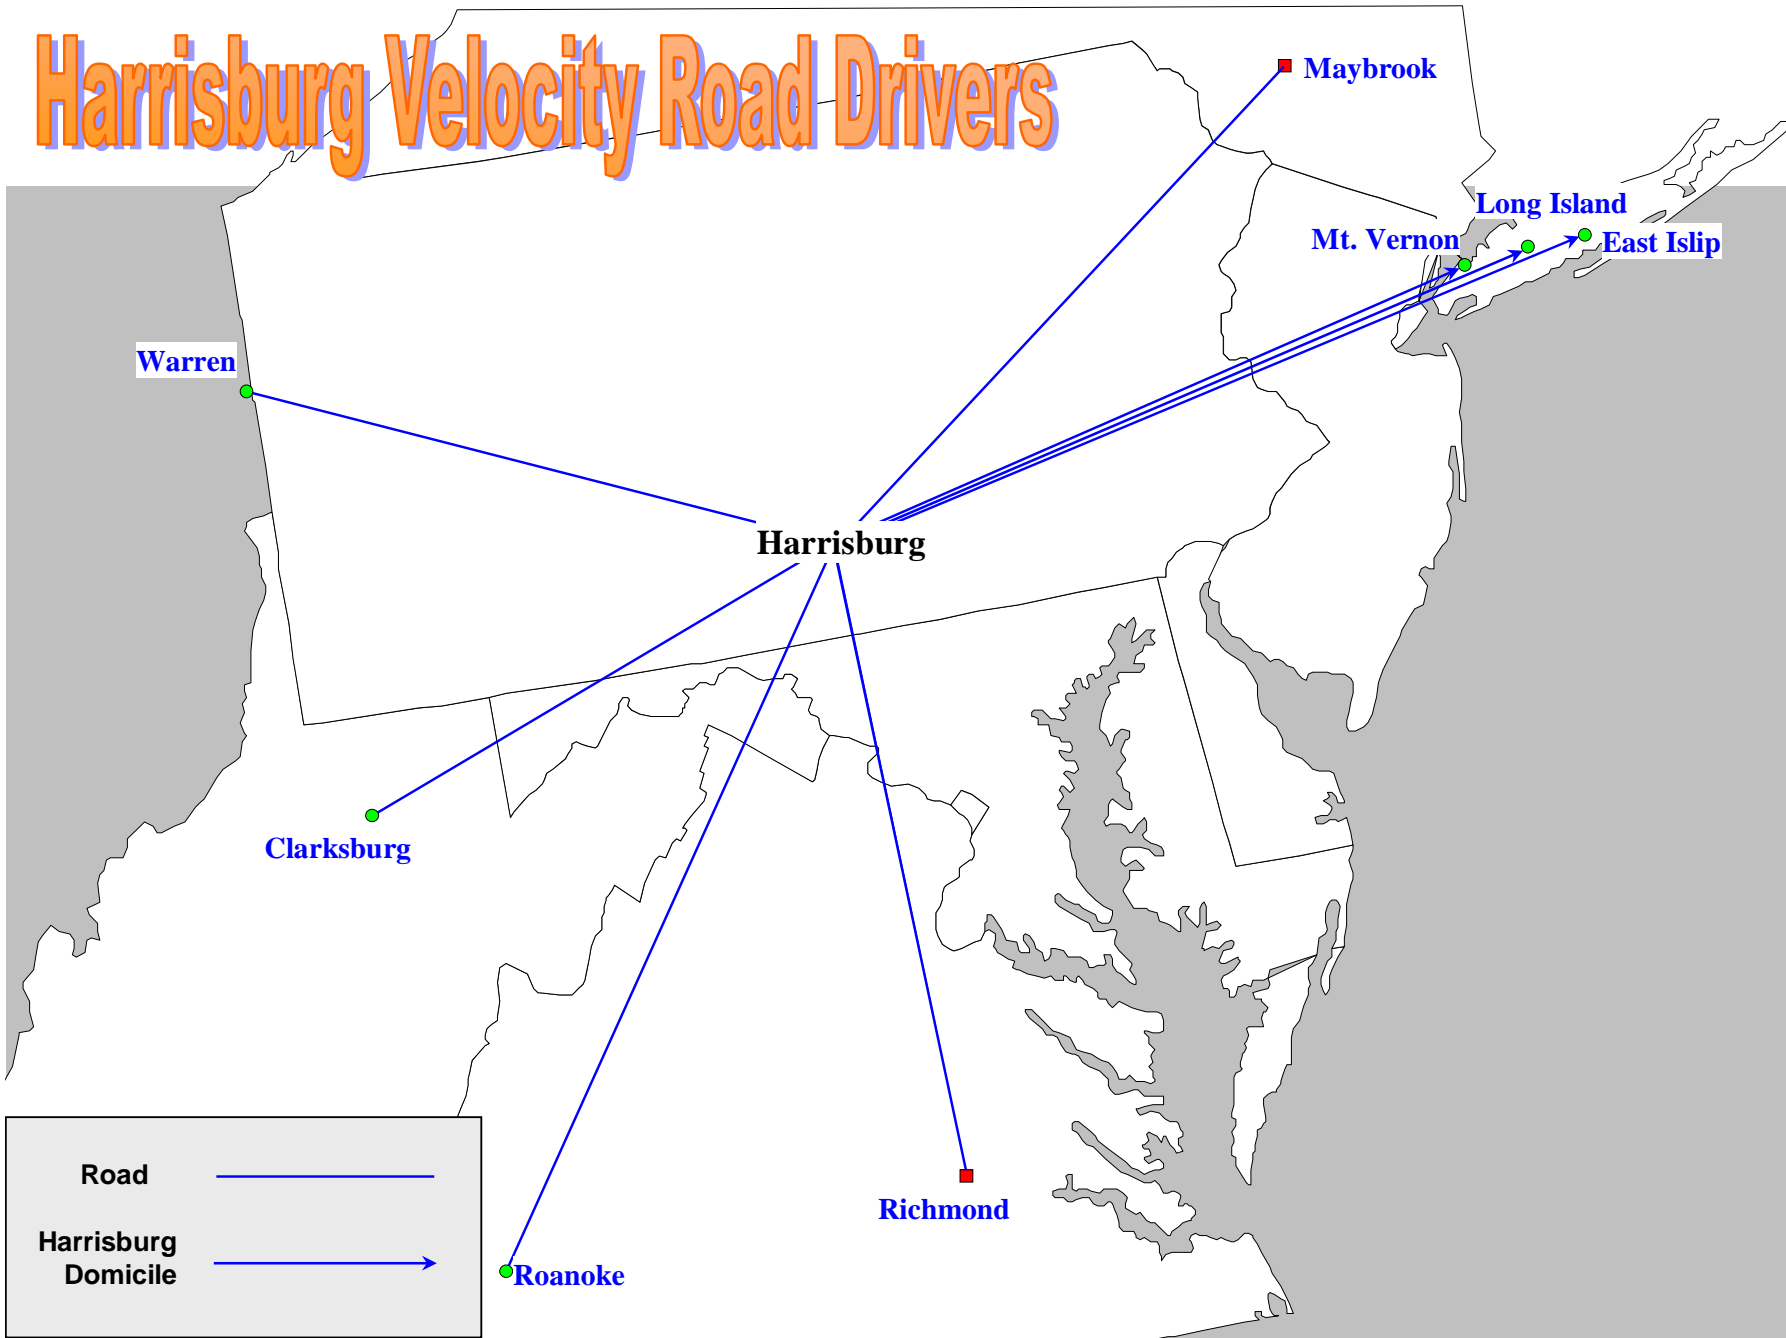 Harrisburg Velocity Road Drivers
Maybrook
Long Island
Mt. Vernon
East Islip
Warren
Harrisburg
Clarksburg
Richmond
Roanoke
Road
Harrisburg
Domicile